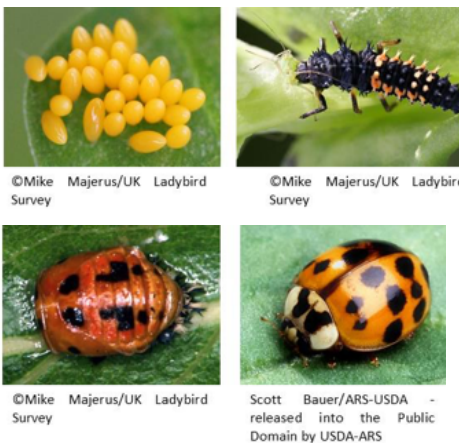 ©Mike Majerus/UK Ladybird
Survey
©Mike Majerus/UK Ladybird
Survey
©Mike Majerus/UK Ladybird
Survey
Scott Bauer/ARS-USDA -
released into the Public
Domain by USDA-ARS